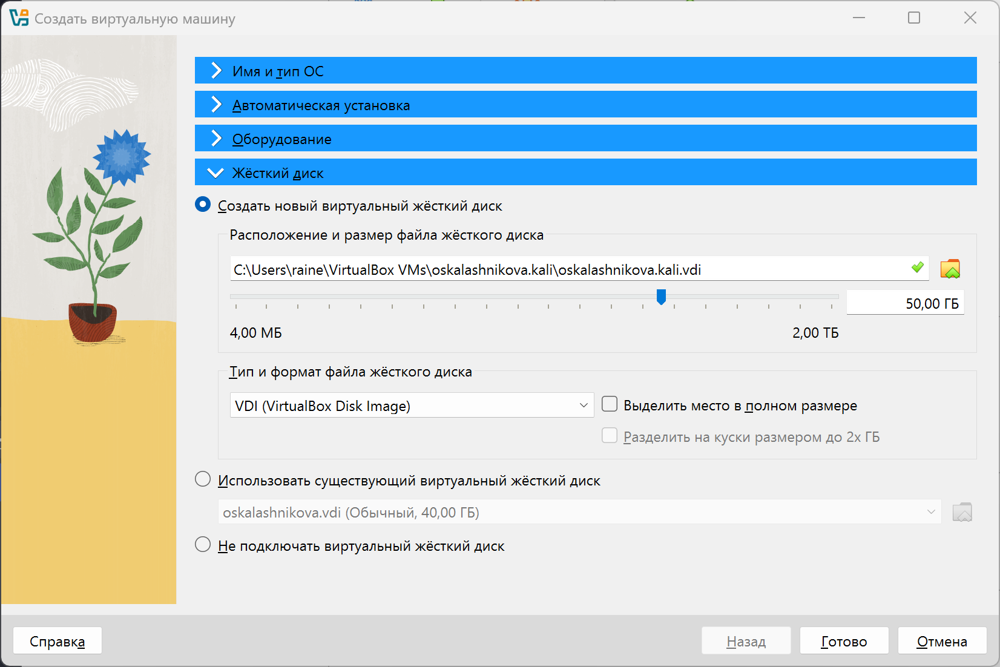 Создать виртуальную машину
Имя и тип ОС
Автоматическая установка
Оборудование
Жёсткий диск
Создать новый виртуальный жёсткий диск
Расположение и размер файла жёсткого диска
C:\Users\raine\VirtualBox VMs\oskalashnikova.kali\oskalashnikova.kali.vdi
50,00 ГБ
4,00 МБ
2,00 ТБ
Тип и формат файла жёсткого диска
VDI (VirtualBox Disk Image)
Выделить место в полном размере
Разделить на куски размером до 2х ГБ
Использовать существующий виртуальный жёсткий диск
oskalashnikova.vdi (Обычный, 40,00 ГБ)
Не подключать виртуальный жёсткий диск
Справка
Назад
Готово
Отмена